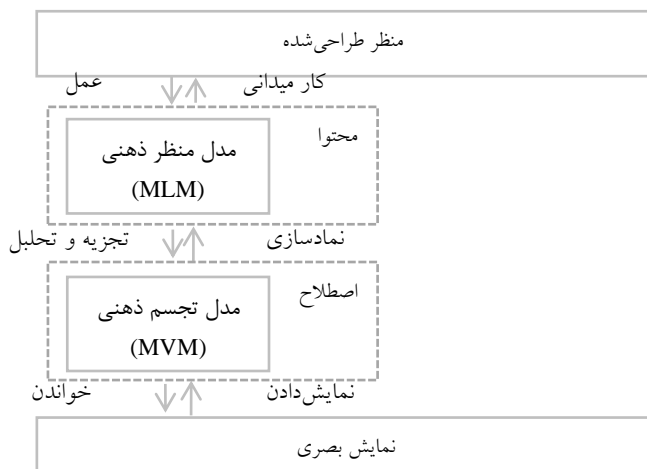 منظر طراحی‌شده
کار میدانی
عمل
محتوا
مدل منظر ذهنی
(MLM)
نمادسازی
تجزیه و تحلبل
اصطلاح
مدل تجسم ذهنی
(MVM)
نمایش‌دادن
خواندن
نمایش بصری